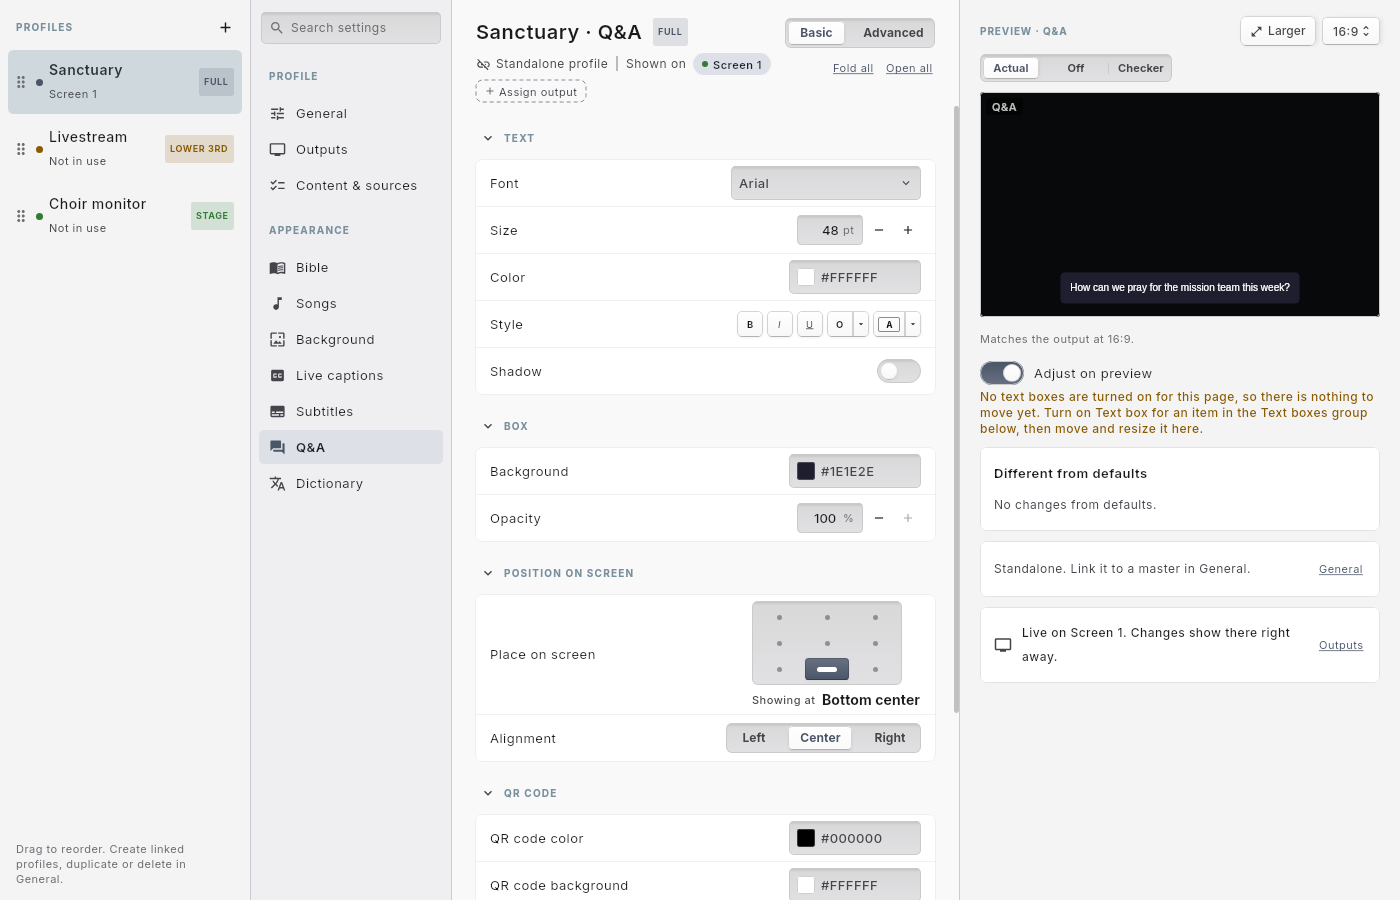 PROFILES
Sanctuary
Screen 1
FULL
Livestream
Not in use
LOWER 3RD
Choir monitor
Not in use
STAGE
Drag to reorder. Create linked
profiles, duplicate or delete in
General.
Search settings
PROFILE
General
Outputs
Content & sources
APPEARANCE
Bible
Songs
Background
Live captions
Subtitles
Q&A
Dictionary
Sanctuary · Q&A FULL
Basic Advanced
Standalone profile | Shown on Screen 1
Fold all Open all
+ Assign output
TEXT
Font Arial
Size 48 pt − +
Color #FFFFFF
Style B I U O A
Shadow
BOX
Background #1E1E2E
Opacity 100 % − +
POSITION ON SCREEN
Place on screen
Showing at Bottom center
Alignment Left Center Right
QR CODE
QR code color #000000
QR code background #FFFFFF
PREVIEW · Q&A
Larger 16:9
Actual Off Checker
Q&A
How can we pray for the mission team this week?
Matches the output at 16:9.
Adjust on preview
No text boxes are turned on for this page, so there is nothing to
move yet. Turn on Text box for an item in the Text boxes group
below, then move and resize it here.
Different from defaults
No changes from defaults.
Standalone. Link it to a master in General. General
Live on Screen 1. Changes show there right
away.
Outputs